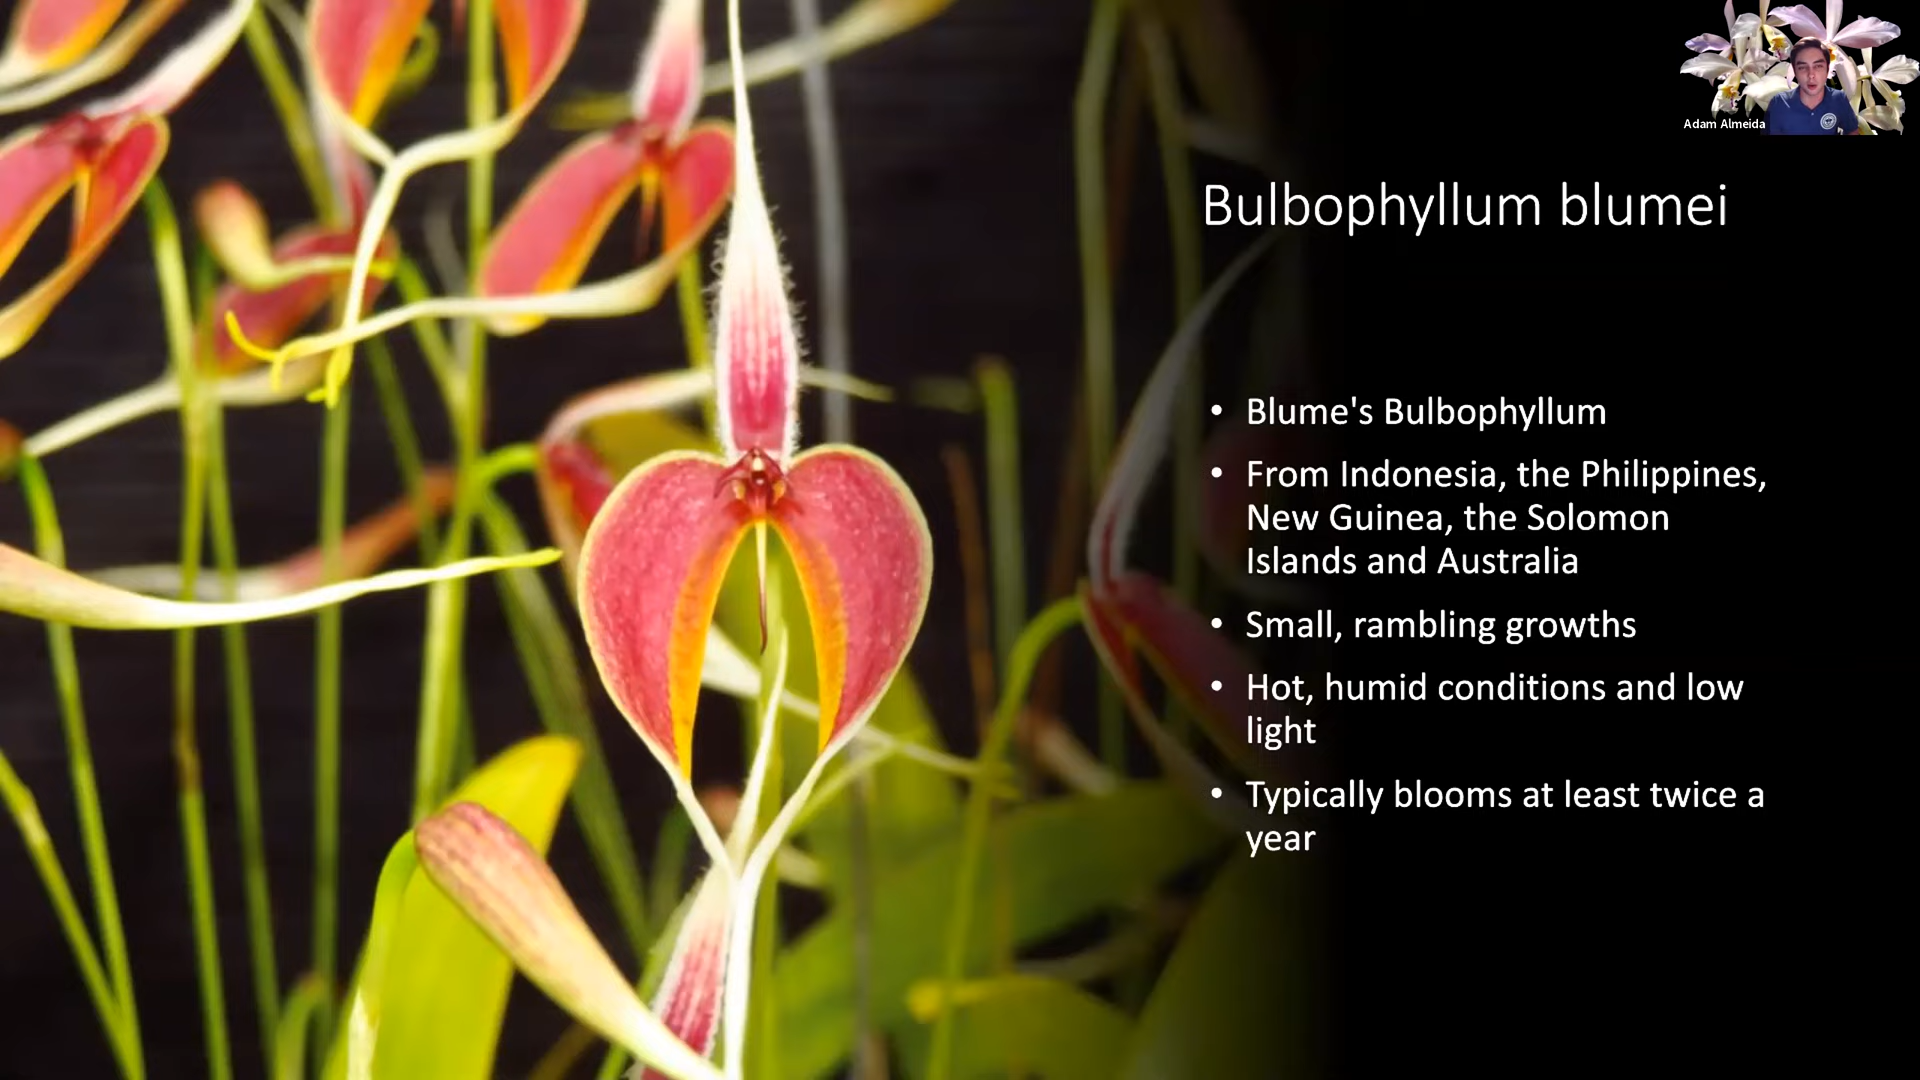 Adam Almeida
Bulbophyllum blumei
• Blume's Bulbophyllum
• From Indonesia, the Philippines,
New Guinea, the Solomon
Islands and Australia
• Small, rambling growths
• Hot, humid conditions and low
light
• Typically blooms at least twice a
year